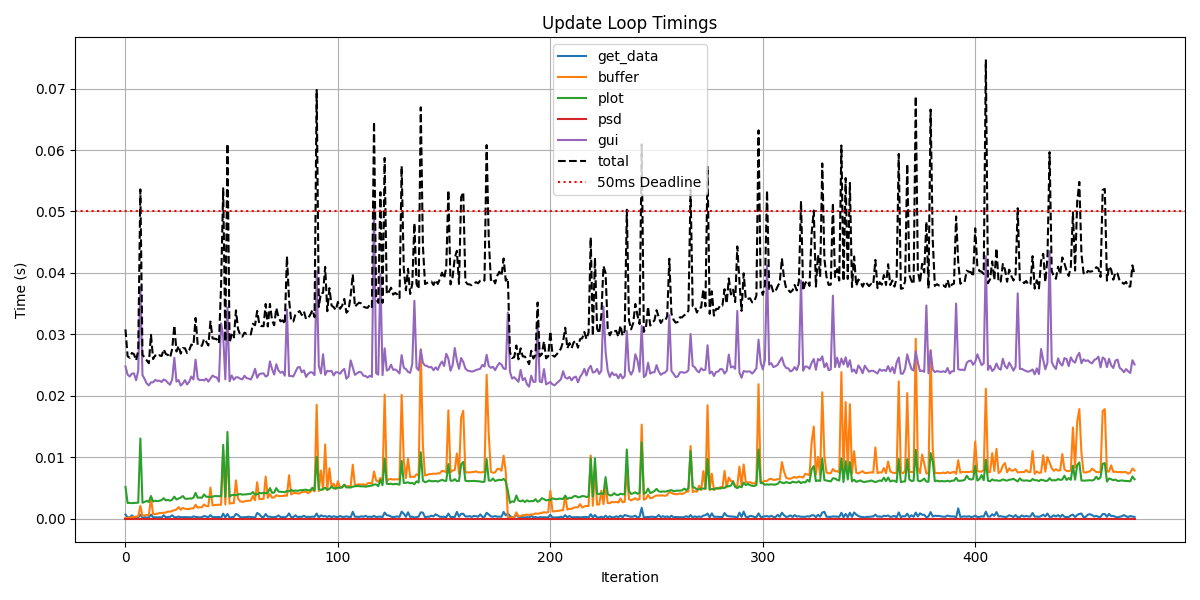 Update Loop Timings
Time (s)
0.07
0.06
0.05
0.04
0.03
0.02
0.01
0.00
get_data
buffer
plot
psd
gui
total
50ms Deadline
0
100
200
300
400
Iteration